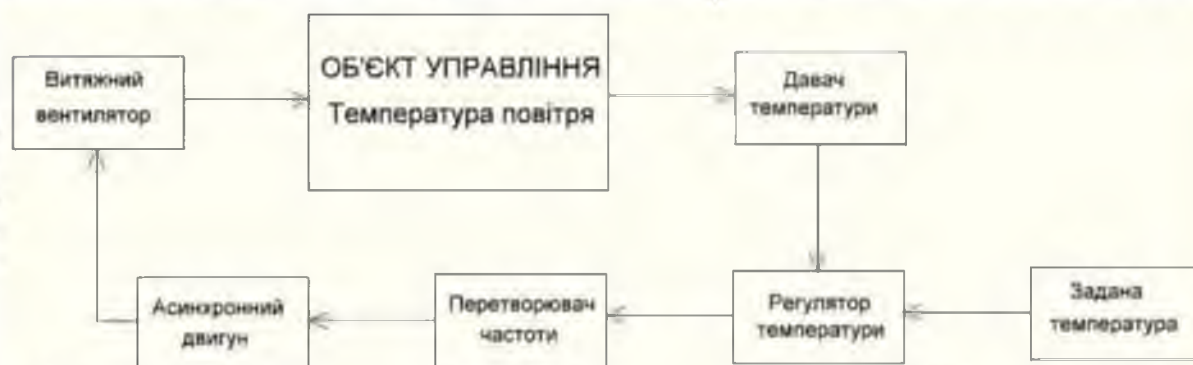 Витяжний
вентилятор
ОБ'ЄКТ УПРАВЛІННЯ
Температура повітря
Давач
температури
Асинхронний
двигун
Перетворювач
частоти
Регулятор
температури
Задана
температура